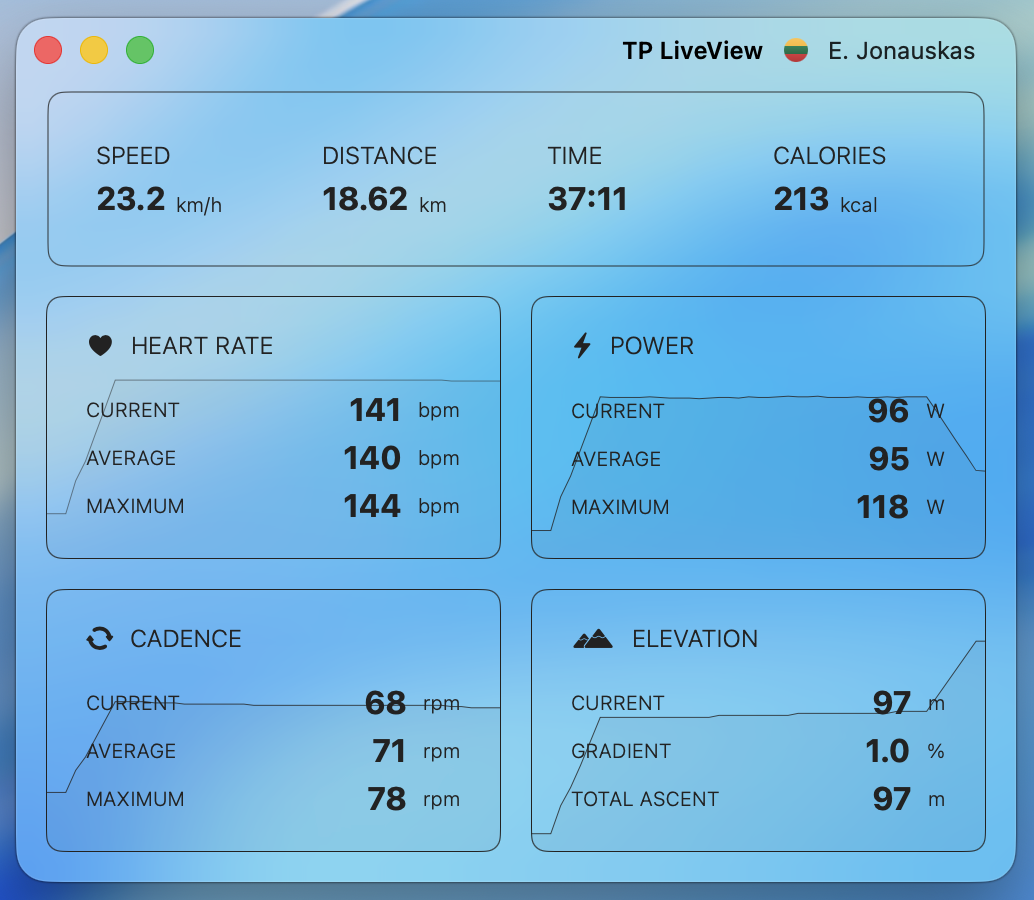 TP LiveView E. Jonauskas
SPEED DISTANCE TIME CALORIES
23.2 km/h 18.62 km 37:11 213 kcal
HEART RATE
CURRENT 141 bpm
AVERAGE 140 bpm
MAXIMUM 144 bpm
POWER
CURRENT 96 W
AVERAGE 95 W
MAXIMUM 118 W
CADENCE
CURRENT 68 rpm
AVERAGE 71 rpm
MAXIMUM 78 rpm
ELEVATION
CURRENT 97 m
GRADIENT 1.0 %
TOTAL ASCENT 97 m